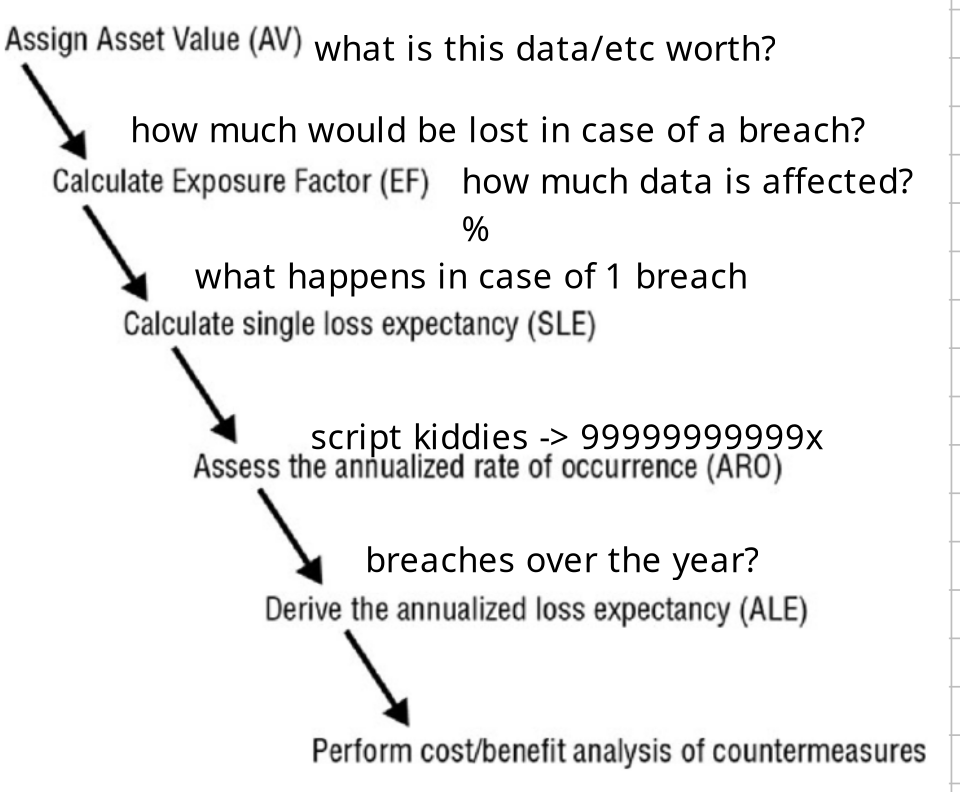 Assign Asset Value (AV) what is this data/etc worth?
how much would be lost in case of a breach?
Calculate Exposure Factor (EF) how much data is affected?
%
what happens in case of 1 breach
Calculate single loss expectancy (SLE)
script kiddies -> 99999999999x
Assess the annualized rate of occurrence (ARO)
breaches over the year?
Derive the annualized loss expectancy (ALE)
Perform cost/benefit analysis of countermeasures